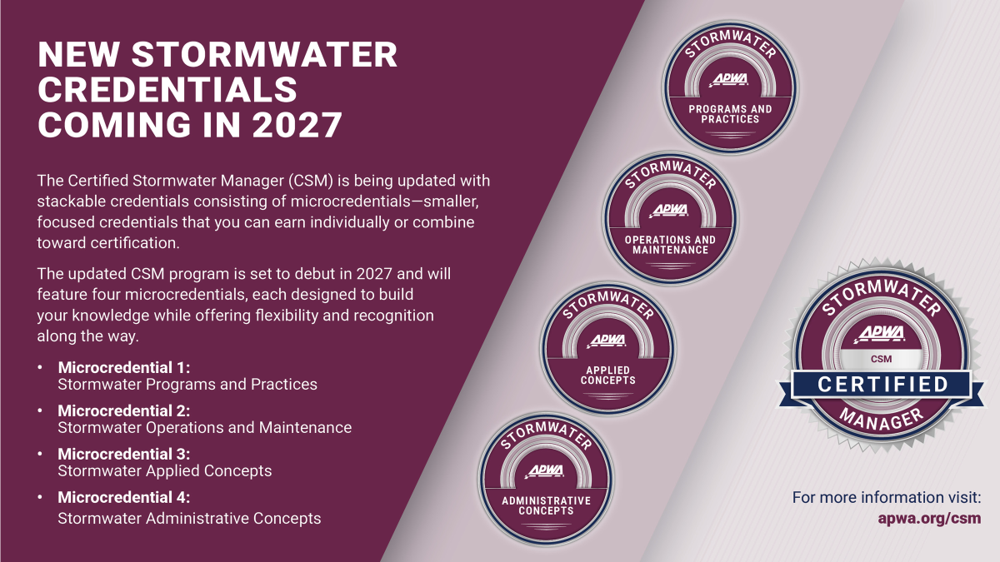 NEW STORMWATER
CREDENTIALS
COMING IN 2027
The Certified Stormwater Manager (CSM) is being updated with
stackable credentials consisting of microcredentials—smaller,
focused credentials that you can earn individually or combine
toward certification.
The updated CSM program is set to debut in 2027 and will
feature four microcredentials, each designed to build
your knowledge while offering flexibility and recognition
along the way.
• Microcredential 1:
Stormwater Programs and Practices
• Microcredential 2:
Stormwater Operations and Maintenance
• Microcredential 3:
Stormwater Applied Concepts
• Microcredential 4:
Stormwater Administrative Concepts
STORMWATER
APWA
PROGRAMS AND
PRACTICES
STORMWATER
APWA
OPERATIONS AND
MAINTENANCE
STORMWATER
APWA
APPLIED
CONCEPTS
STORMWATER
APWA
ADMINISTRATIVE
CONCEPTS
STORMWATER
APWA
CSM
CERTIFIED
MANAGER
For more information visit:
apwa.org/csm